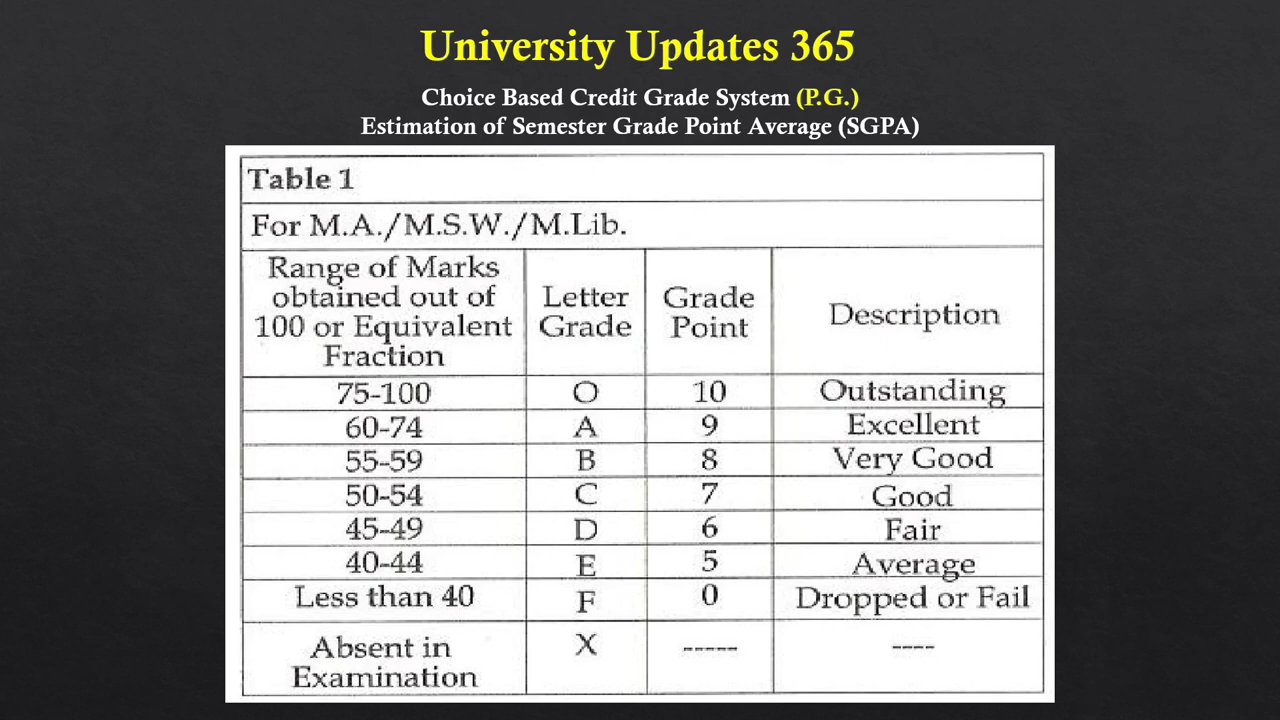 University Updates 365
Choice Based Credit Grade System (P.G.)
Estimation of Semester Grade Point Average (SGPA)
Table 1
For M.A./M.S.W./M.Lib.
Range of Marks obtained out of 100 or Equivalent Fraction Letter Grade Grade Point Description
75-100 O 10 Outstanding
60-74 A 9 Excellent
55-59 B 8 Very Good
50-54 C 7 Good
45-49 D 6 Fair
40-44 E 5 Average
Less than 40 F 0 Dropped or Fail
Absent in Examination X ----- ----